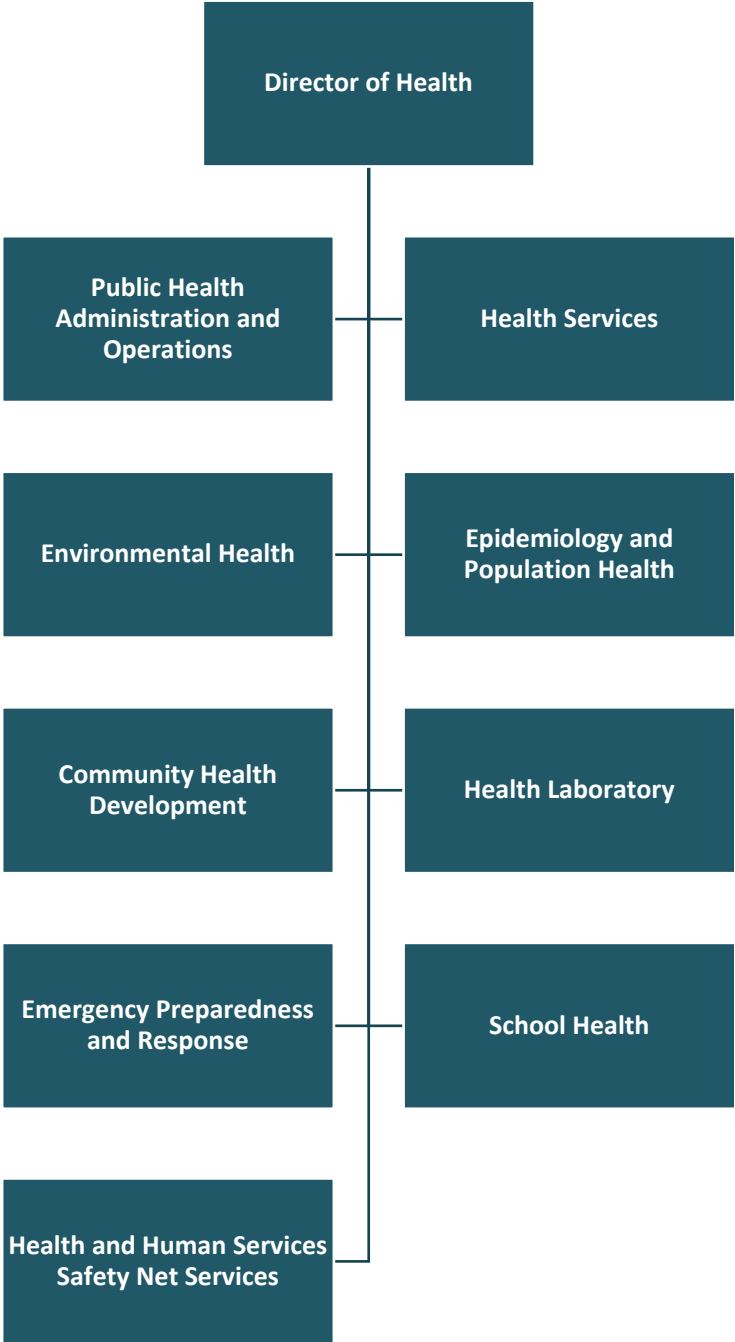 Director of Health
Public Health
Administration and
Operations
Health Services
Environmental Health
Epidemiology and
Population Health
Community Health
Development
Health Laboratory
Emergency Preparedness
and Response
School Health
Health and Human Services
Safety Net Services